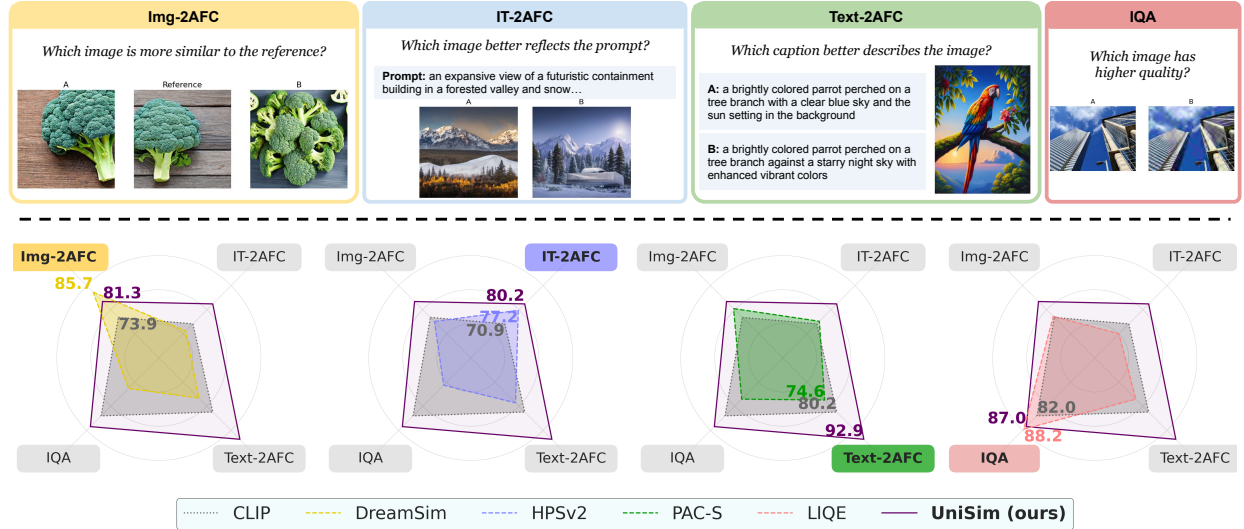 Img-2AFC
Which image is more similar to the reference?
A
Reference
B
IT-2AFC
Which image better reflects the prompt?
Prompt: an expansive view of a futuristic containment
building in a forested valley and snow…
A
B
Text-2AFC
Which caption better describes the image?
A: a brightly colored parrot perched on a
tree branch with a clear blue sky and the
sun setting in the background
B: a brightly colored parrot perched on a
tree branch against a starry night sky with
enhanced vibrant colors
IQA
Which image has
higher quality?
A
B
Img-2AFC
IT-2AFC
85.7
81.3
73.9
IQA
Text-2AFC
Img-2AFC
IT-2AFC
80.2
77.2
70.9
IQA
Text-2AFC
Img-2AFC
IT-2AFC
74.6
80.2
92.9
IQA
Text-2AFC
Img-2AFC
IT-2AFC
87.0
82.0
88.2
IQA
Text-2AFC
CLIP
DreamSim
HPSv2
PAC-S
LIQE
UniSim (ours)